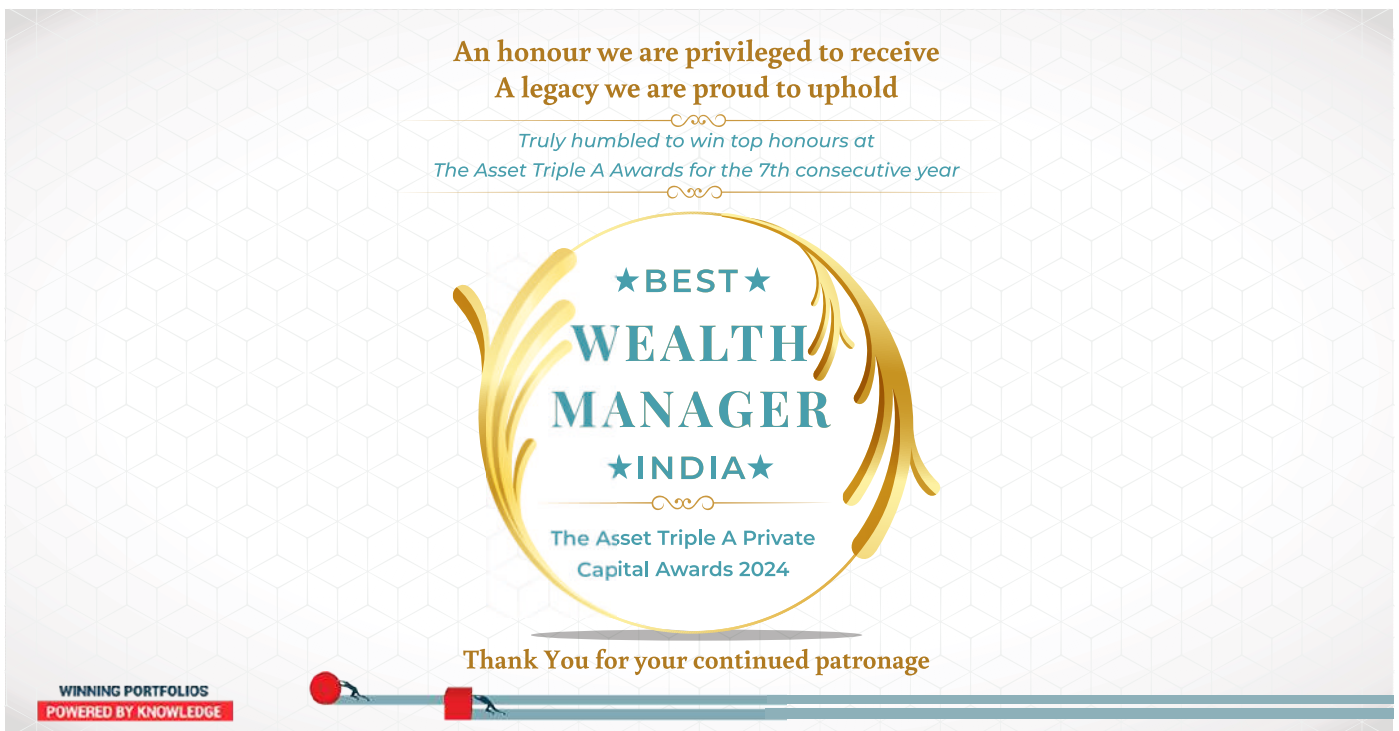 An honour we are privileged to receive
A legacy we are proud to uphold
Truly humbled to win top honours at
The Asset Triple A Awards for the 7th consecutive year
★BEST★
WEALTH
MANAGER
★INDIA★
The Asset Triple A Private
Capital Awards 2024
Thank You for your continued patronage
WINNING PORTFOLIOS
POWERED BY KNOWLEDGE